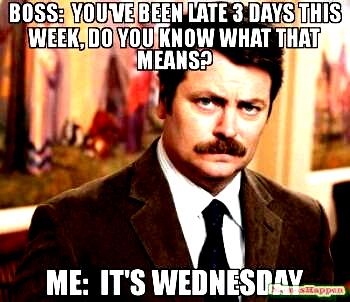 BOSS: YOU'VE BEEN LATE 3 DAYS THIS
WEEK, DO YOU KNOW WHAT THAT
MEANS?
ME: IT'S WEDNESDAY